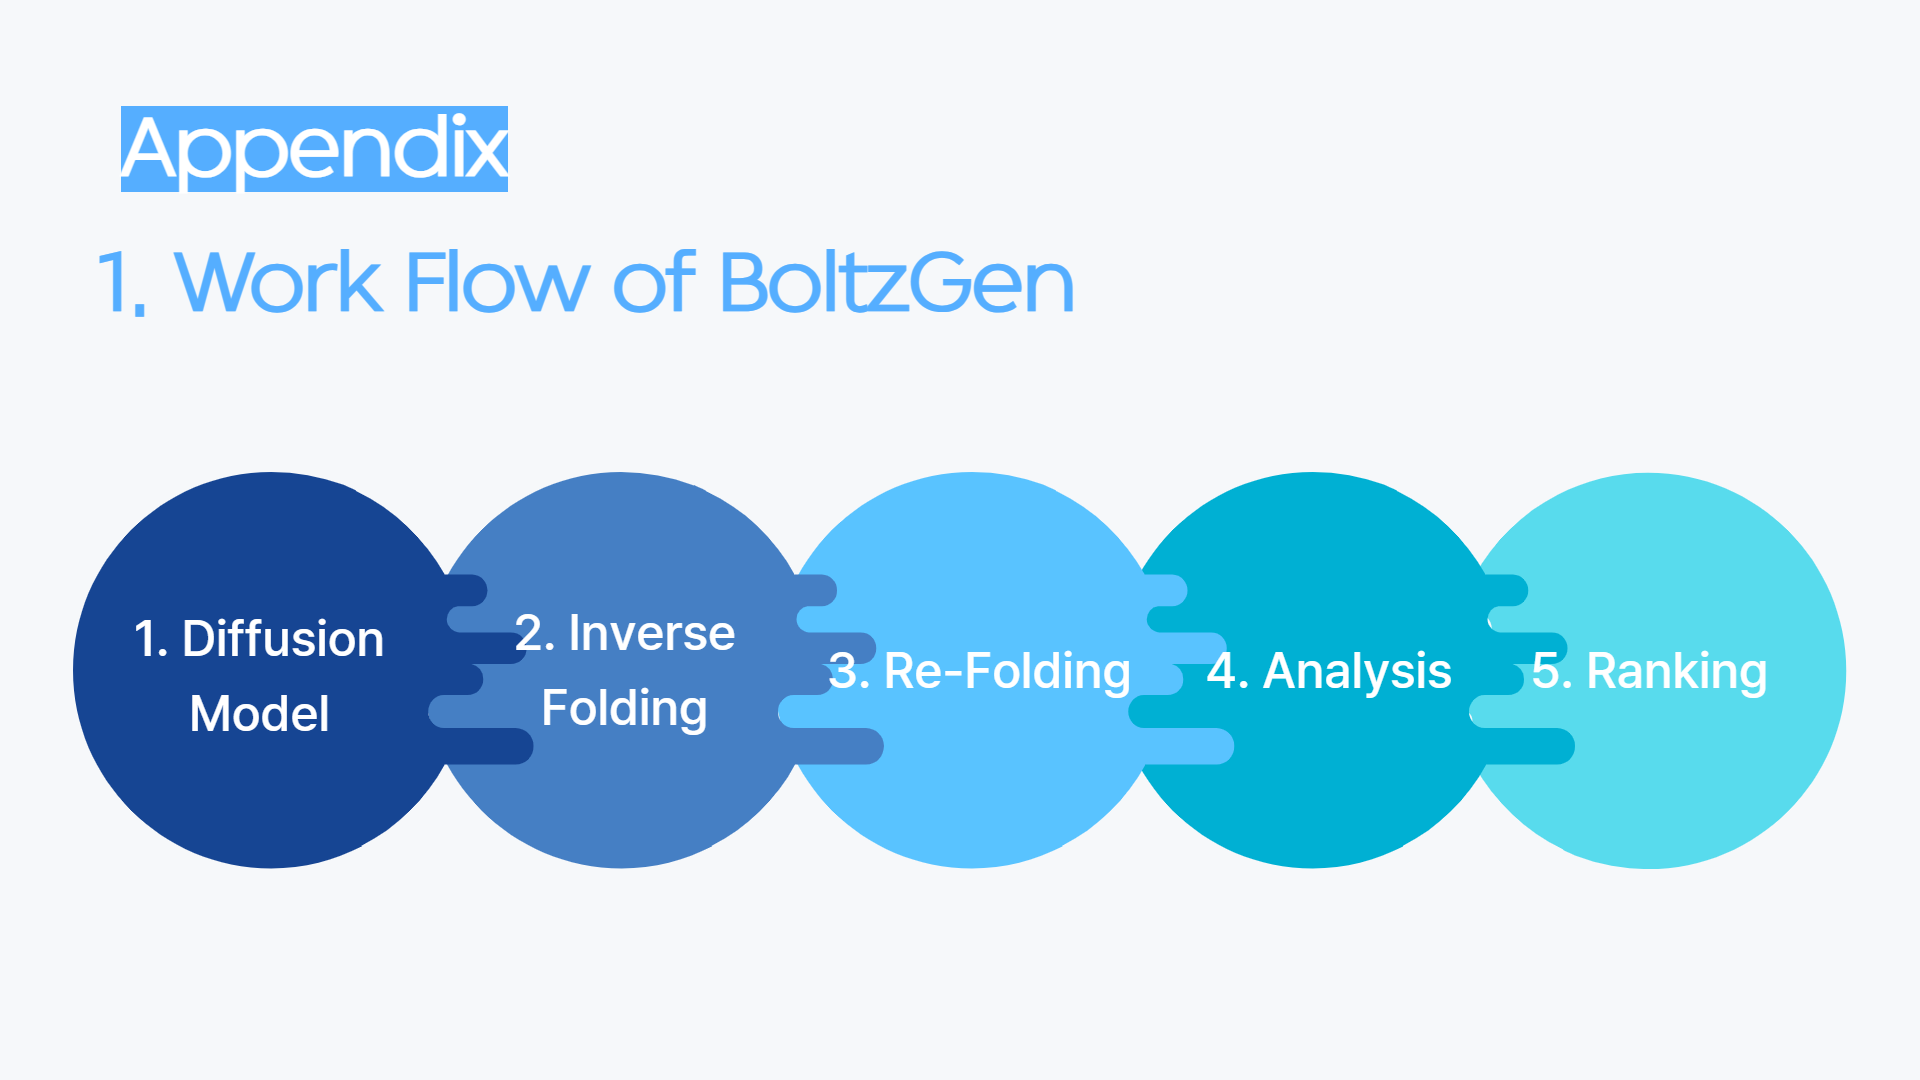 Appendix
1. Work Flow of BoltzGen
1. Diffusion
Model
2. Inverse
Folding
3. Re-Folding
4. Analysis
5. Ranking